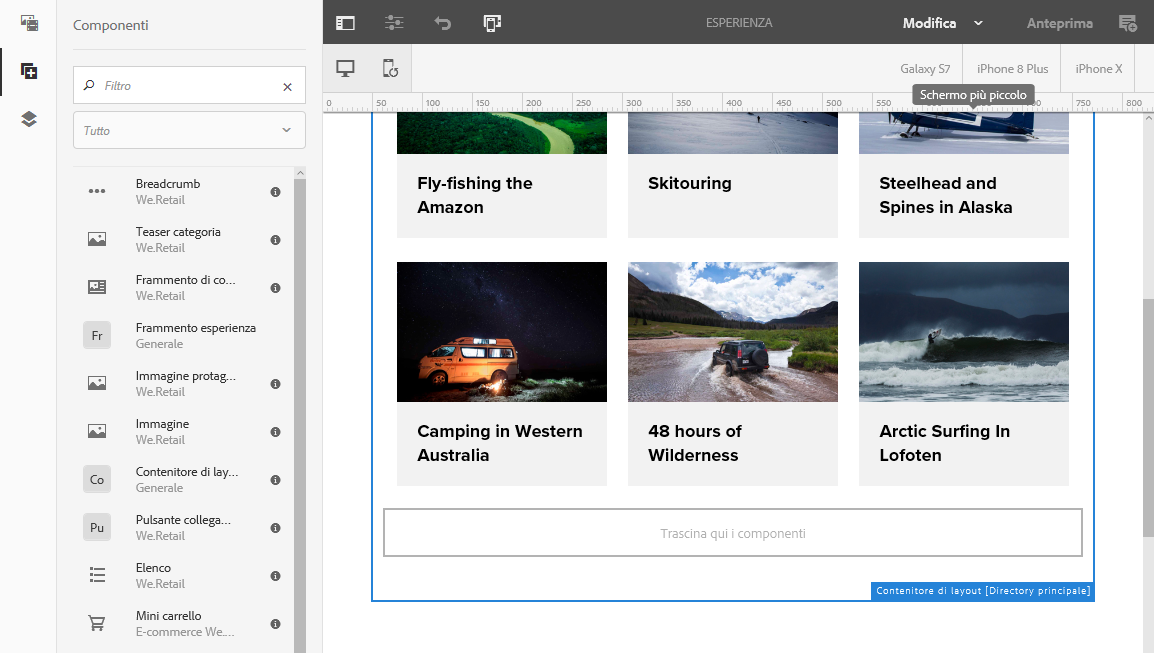 Componenti
Filtro
Tutto
Breadcrumb
We.Retail
Teaser categoria
We.Retail
Frammento di co...
We.Retail
Fr
Frammento esperienza
Generale
Immagine protag...
We.Retail
Immagine
We.Retail
Co
Contenitore di lay...
Generale
Pu
Pulsante collega...
We.Retail
Elenco
We.Retail
Mini carrello
E-commerce We....
ESPERIENZA
Modifica
Anteprima
Galaxy S7
iPhone 8 Plus
iPhone X
Schermo più piccolo
0 50 100 150 200 250 300 350 400 450 500 550 750 800
Fly-fishing the
Amazon
Skitouring
Steelhead and
Spines in Alaska
Camping in Western
Australia
48 hours of
Wilderness
Arctic Surfing In
Lofoten
Trascina qui i componenti
Contenitore di layout [Directory principale]